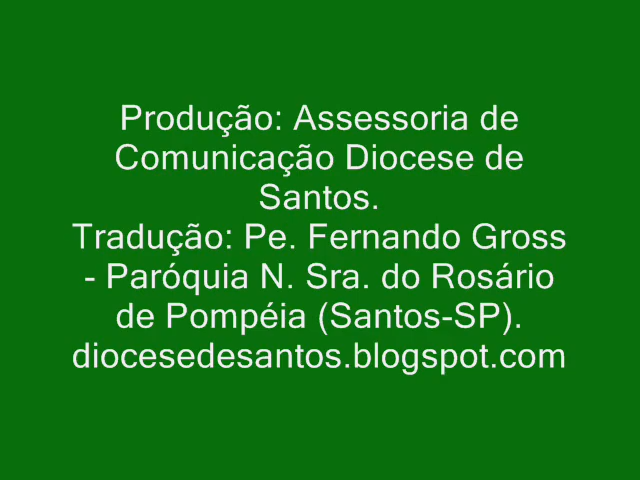 Produção: Assessoria de
Comunicação Diocese de
Santos.
Tradução: Pe. Fernando Gross
- Paróquia N. Sra. do Rosário
de Pompéia (Santos-SP).
diocesedesantos.blogspot.com